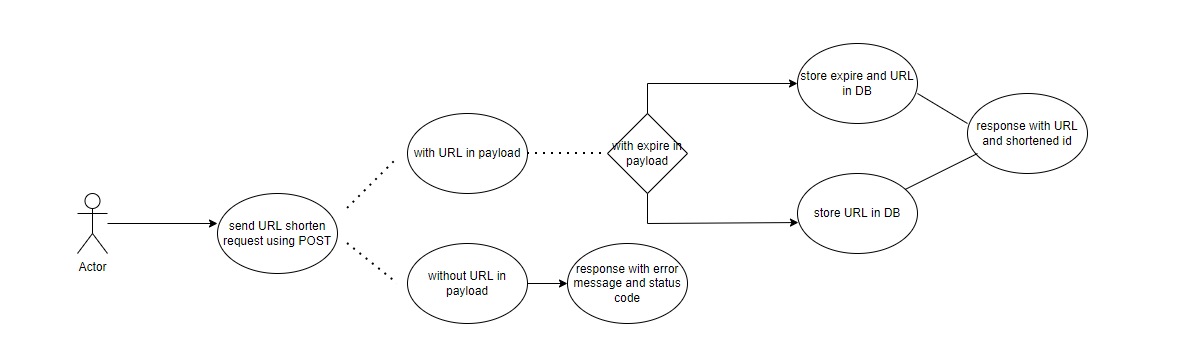 Actor
send URL shorten
request using POST
with URL in payload
without URL in
payload
response with error
message and status
code
with expire in
payload
store expire and URL
in DB
store URL in DB
response with URL
and shortened id